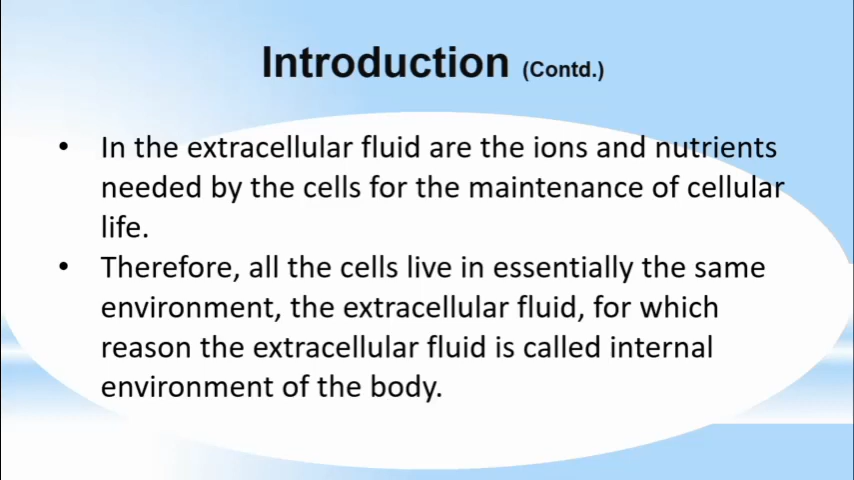 Introduction (Contd.)
• In the extracellular fluid are the ions and nutrients
needed by the cells for the maintenance of cellular
life.
• Therefore, all the cells live in essentially the same
environment, the extracellular fluid, for which
reason the extracellular fluid is called internal
environment of the body.